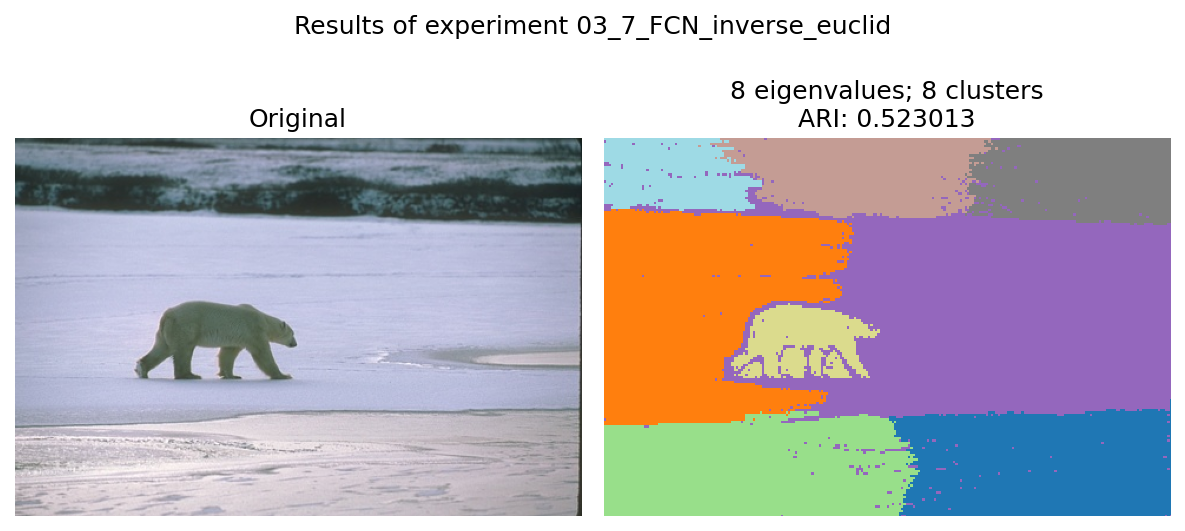 Results of experiment 03_7_FCN_inverse_euclid
Original
8 eigenvalues; 8 clusters
ARI: 0.523013